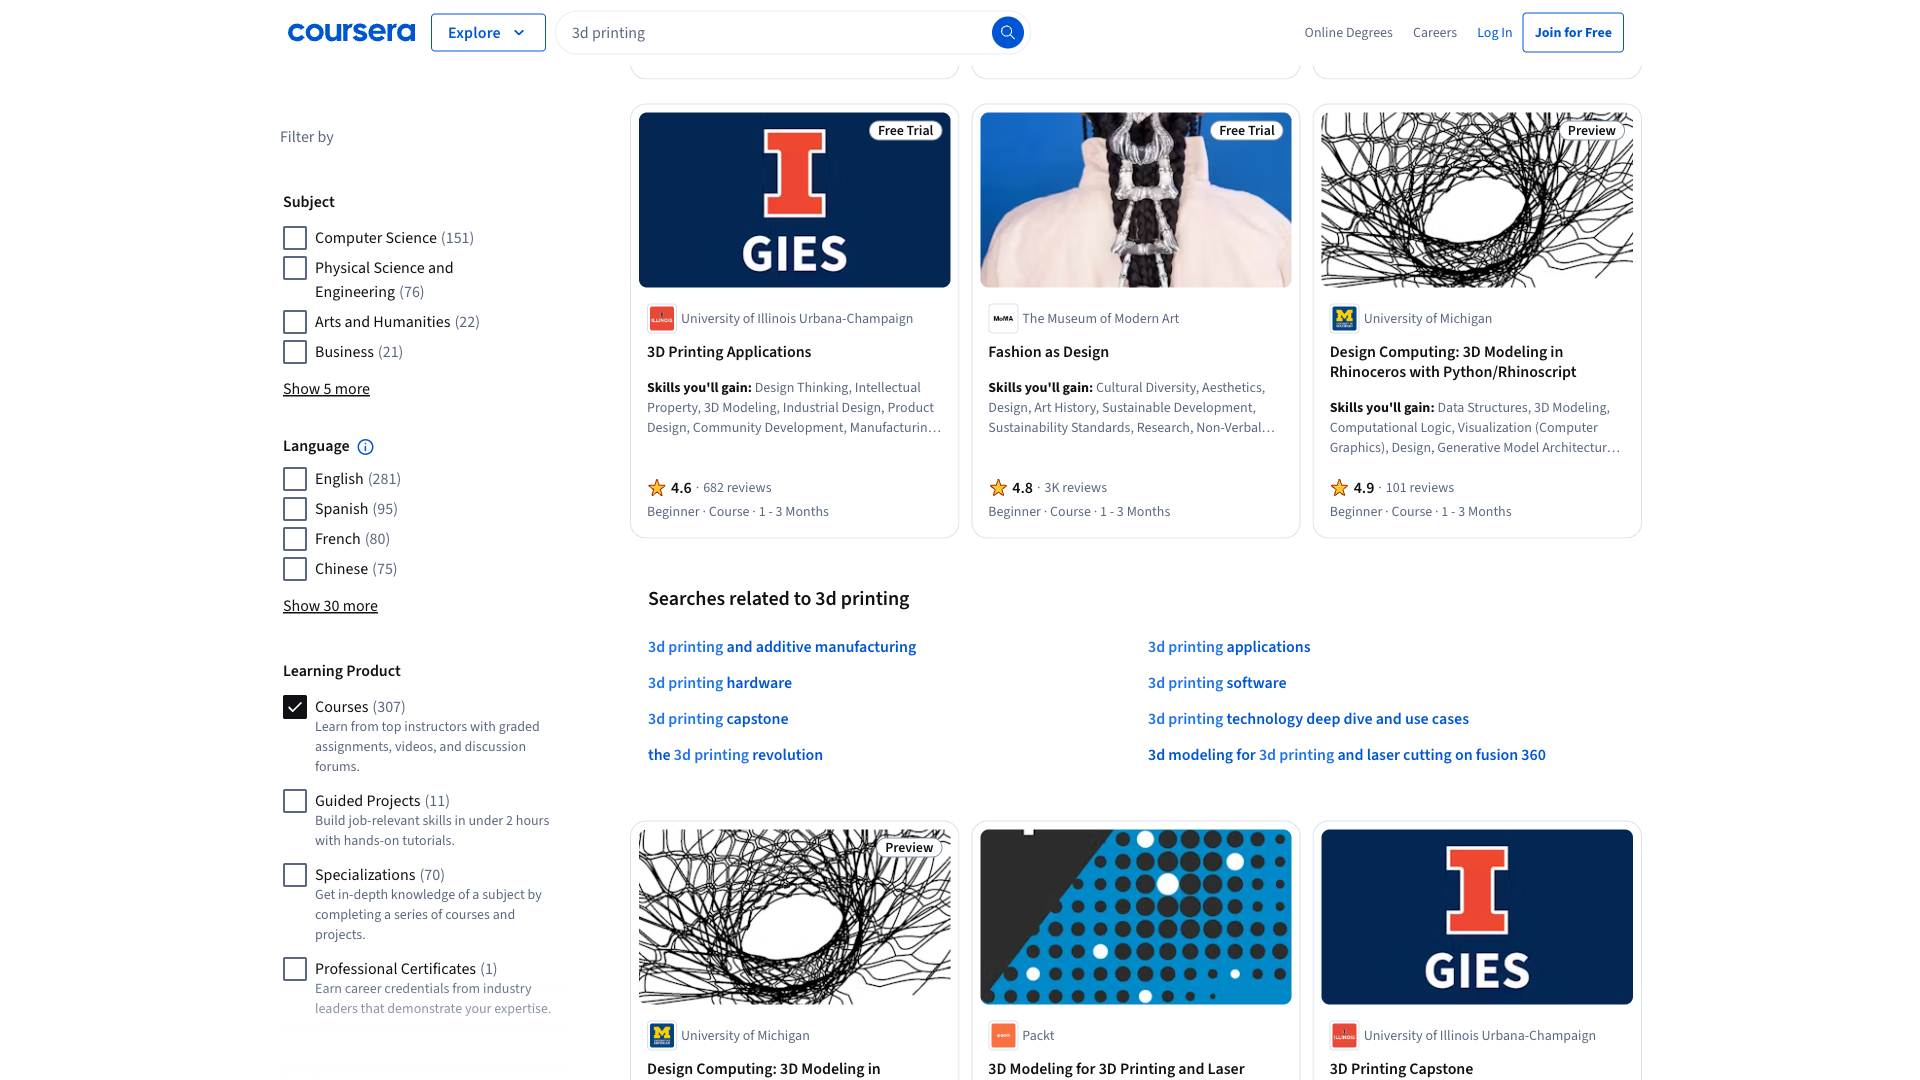 coursera
Explore
3d printing
Online Degrees
Careers
Log In
Join for Free
Filter by
Subject
Computer Science (151)
Physical Science and
Engineering (76)
Arts and Humanities (22)
Business (21)
Show 5 more
Language
English (281)
Spanish (95)
French (80)
Chinese (75)
Show 30 more
Learning Product
Courses (307)
Learn from top instructors with graded
assignments, videos, and discussion
forums.
Guided Projects (11)
Build job-relevant skills in under 2 hours
with hands-on tutorials.
Specializations (70)
Get in-depth knowledge of a subject by
completing a series of courses and
projects.
Professional Certificates (1)
Earn career credentials from industry
leaders that demonstrate your expertise.
Free Trial
I
GIES
ILLINOIS
University of Illinois Urbana-Champaign
3D Printing Applications
Skills you'll gain: Design Thinking, Intellectual
Property, 3D Modeling, Industrial Design, Product
Design, Community Development, Manufacturin…
4.6 · 682 reviews
Beginner · Course · 1 - 3 Months
Free Trial
MoMA
The Museum of Modern Art
Fashion as Design
Skills you'll gain: Cultural Diversity, Aesthetics,
Design, Art History, Sustainable Development,
Sustainability Standards, Research, Non-Verbal…
4.8 · 3K reviews
Beginner · Course · 1 - 3 Months
Preview
M
University of Michigan
Design Computing: 3D Modeling in
Rhinoceros with Python/Rhinoscript
Skills you'll gain: Data Structures, 3D Modeling,
Computational Logic, Visualization (Computer
Graphics), Design, Generative Model Architectur…
4.9 · 101 reviews
Beginner · Course · 1 - 3 Months
Searches related to 3d printing
3d printing and additive manufacturing
3d printing applications
3d printing hardware
3d printing software
3d printing capstone
3d printing technology deep dive and use cases
the 3d printing revolution
3d modeling for 3d printing and laser cutting on fusion 360
Preview
M
University of Michigan
Design Computing: 3D Modeling in
Packt
3D Modeling for 3D Printing and Laser
I
GIES
ILLINOIS
University of Illinois Urbana-Champaign
3D Printing Capstone